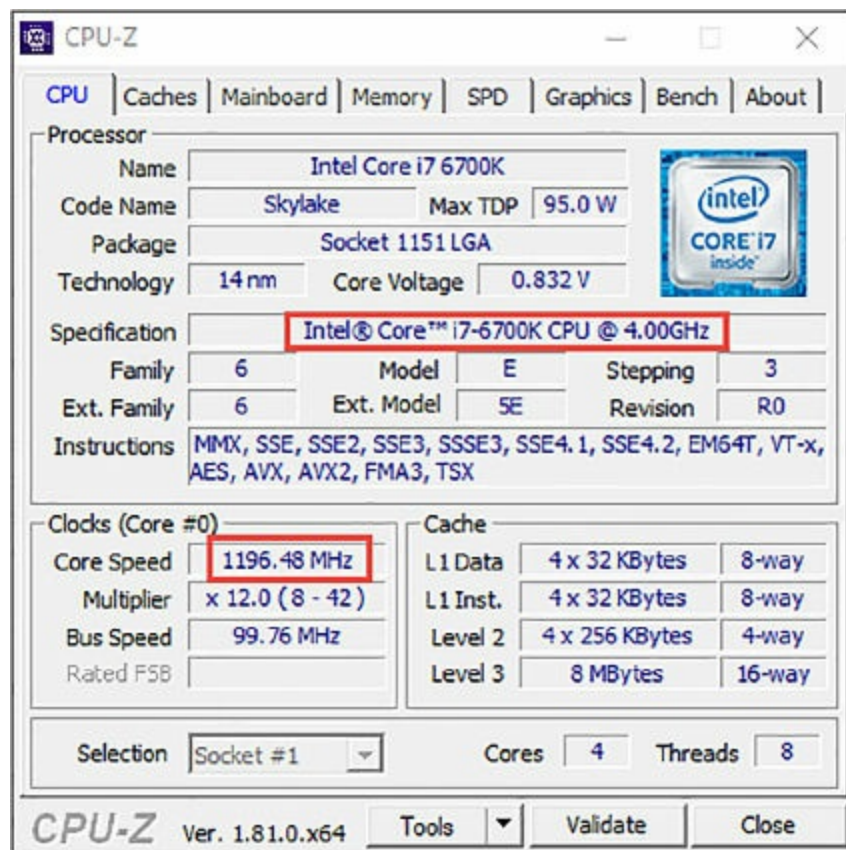 CPU-Z
CPU Caches Mainboard Memory SPD Graphics Bench About
Processor
Name Intel Core i7 6700K
Code Name Skylake Max TDP 95.0 W
Package Socket 1151 LGA
Technology 14 nm Core Voltage 0.832 V
intel
CORE i7
inside™
Specification Intel® Core™ i7-6700K CPU @ 4.00GHz
Family 6 Model E Stepping 3
Ext. Family 6 Ext. Model 5E Revision R0
Instructions MMX, SSE, SSE2, SSE3, SSSE3, SSE4.1, SSE4.2, EM64T, VT-x,
AES, AVX, AVX2, FMA3, TSX
Clocks (Core #0)
Core Speed 1196.48 MHz
Multiplier x 12.0 ( 8 - 42 )
Bus Speed 99.76 MHz
Rated FSB
Cache
L1 Data 4 x 32 KBytes 8-way
L1 Inst. 4 x 32 KBytes 8-way
Level 2 4 x 256 KBytes 4-way
Level 3 8 MBytes 16-way
Selection Socket #1 Cores 4 Threads 8
CPU-Z Ver. 1.81.0.x64 Tools Validate Close